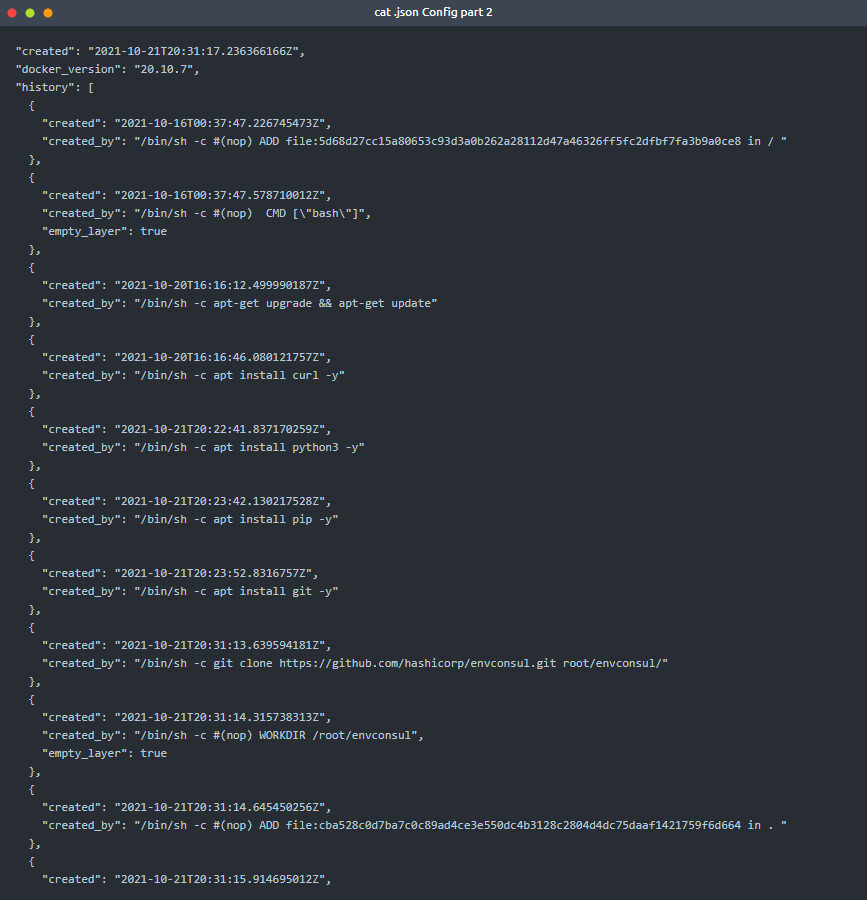 cat .json Config part 2
"created": "2021-10-21T20:31:17.236366166Z",
"docker_version": "20.10.7",
"history": [
{
"created": "2021-10-16T00:37:47.226745473Z",
"created_by": "/bin/sh -c #(nop) ADD file:5d68d27cc15a80653c93d3a0b262a28112d47a46326ff5fc2dfbf7fa3b9a0ce8 in / "
},
{
"created": "2021-10-16T00:37:47.578710012Z",
"created_by": "/bin/sh -c #(nop)  CMD [\"bash\"]",
"empty_layer": true
},
{
"created": "2021-10-20T16:16:12.499990187Z",
"created_by": "/bin/sh -c apt-get upgrade && apt-get update"
},
{
"created": "2021-10-20T16:16:46.080121757Z",
"created_by": "/bin/sh -c apt install curl -y"
},
{
"created": "2021-10-21T20:22:41.837170259Z",
"created_by": "/bin/sh -c apt install python3 -y"
},
{
"created": "2021-10-21T20:23:42.130217528Z",
"created_by": "/bin/sh -c apt install pip -y"
},
{
"created": "2021-10-21T20:23:52.8316757Z",
"created_by": "/bin/sh -c apt install git -y"
},
{
"created": "2021-10-21T20:31:13.639594181Z",
"created_by": "/bin/sh -c git clone https://github.com/hashicorp/envconsul.git root/envconsul/"
},
{
"created": "2021-10-21T20:31:14.315738313Z",
"created_by": "/bin/sh -c #(nop) WORKDIR /root/envconsul",
"empty_layer": true
},
{
"created": "2021-10-21T20:31:14.645450256Z",
"created_by": "/bin/sh -c #(nop) ADD file:cba528c0d7ba7c0c89ad4ce3e550dc4b3128c2804d4dc75daaf1421759f6d664 in . "
},
{
"created": "2021-10-21T20:31:15.914695012Z",